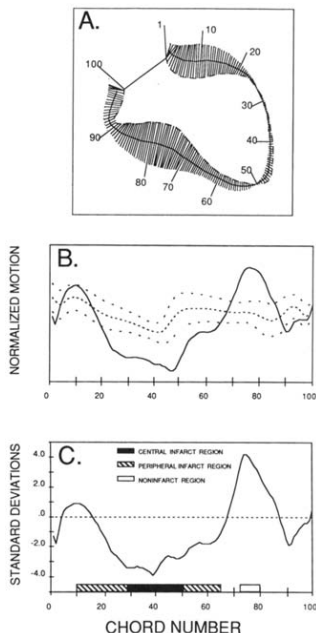 A.
1
10
20
30
40
50
60
70
80
90
100
B.
NORMALIZED MOTION
0 20 40 60 80 100
C.
STANDARD DEVIATIONS
4.0
2.0
.0
-2.0
-4.0
CENTRAL INFARCT REGION
PERIPHERAL INFARCT REGION
NONINFARCT REGION
0 20 40 60 80 100
CHORD NUMBER